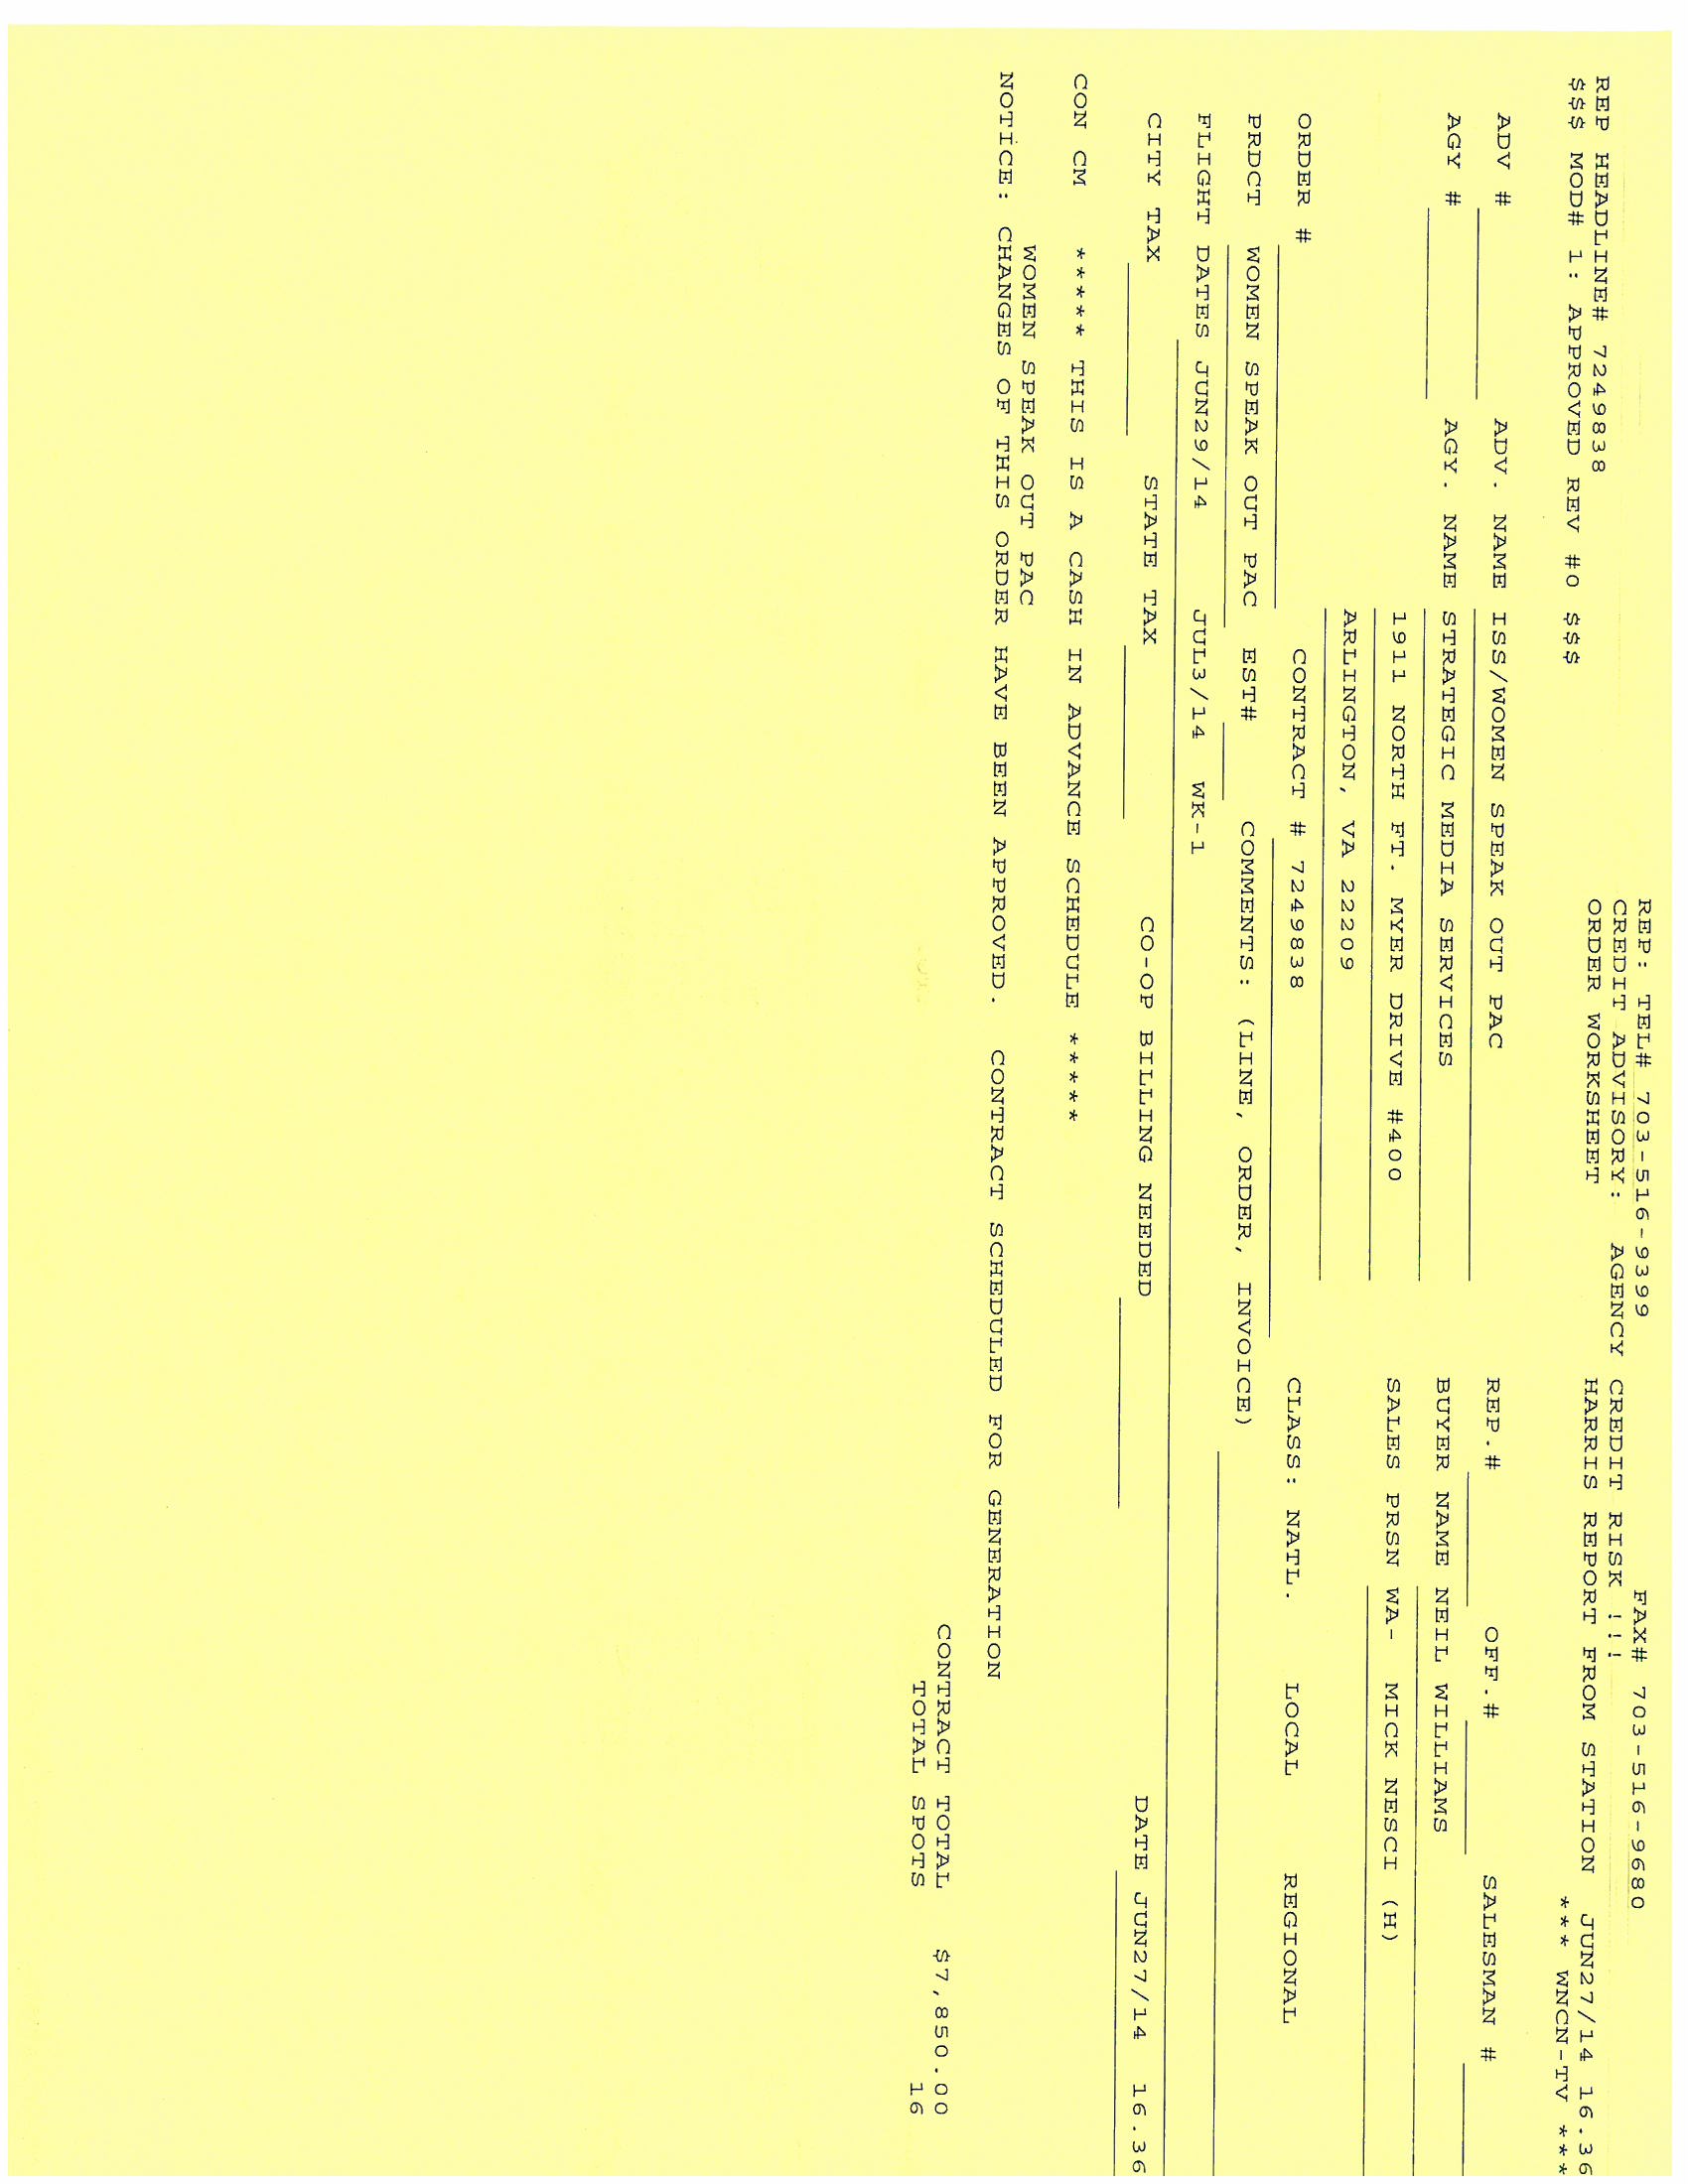 REP: TEL# 703-516-9399 FAX# 703-516-9680
CREDIT ADVISORY: AGENCY CREDIT RISK !!!
REP HEADLINE# 7249838 ORDER WORKSHEET HARRIS REPORT FROM STATION JUN27/14 16.36
$$$ MOD# 1: APPROVED REV #0 $$$ *** WNCN-TV ***
ADV # ADV. NAME ISS/WOMEN SPEAK OUT PAC REP.# OFF.# SALESMAN #
AGY # AGY. NAME STRATEGIC MEDIA SERVICES BUYER NAME NEIL WILLIAMS
1911 NORTH FT. MYER DRIVE #400 SALES PRSN WA- MICK NESCI (H)
ARLINGTON, VA 22209
ORDER # CONTRACT # 7249838 CLASS: NATL. LOCAL REGIONAL
PRDCT WOMEN SPEAK OUT PAC EST# COMMENTS: (LINE, ORDER, INVOICE)
FLIGHT DATES JUN29/14 JUL3/14 WK-1
CITY TAX STATE TAX CO-OP BILLING NEEDED DATE JUN27/14 16.36
CON CM ***** THIS IS A CASH IN ADVANCE SCHEDULE *****
WOMEN SPEAK OUT PAC
NOTICE: CHANGES OF THIS ORDER HAVE BEEN APPROVED. CONTRACT SCHEDULED FOR GENERATION
CONTRACT TOTAL $7,850.00
TOTAL SPOTS 16